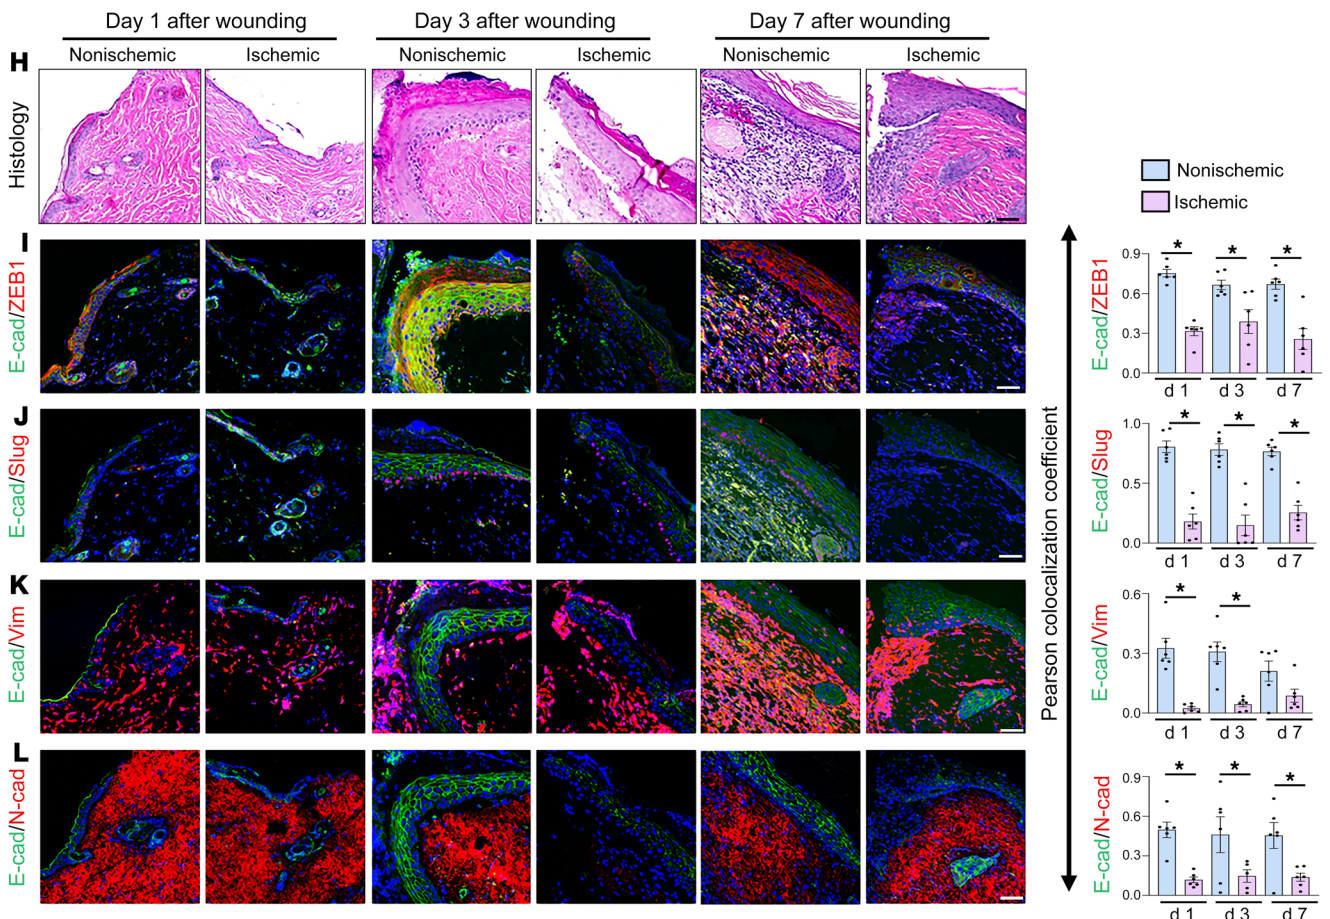 Day 1 after wounding Day 3 after wounding Day 7 after wounding
Nonischemic Ischemic Nonischemic Ischemic Nonischemic Ischemic
H
Histology
I
E-cad/ZEB1
J
E-cad/Slug
K
E-cad/Vim
L
E-cad/N-cad
Nonischemic
Ischemic
Pearson colocalization coefficient
E-cad/ZEB1
0.9
0.6
0.3
0.0
* * *
d 1 d 3 d 7
E-cad/Slug
1.0
0.5
0.0
* * *
d 1 d 3 d 7
E-cad/Vim
0.6
0.3
0.0
* *
d 1 d 3 d 7
E-cad/N-cad
0.9
0.6
0.3
0.0
* * *
d 1 d 3 d 7